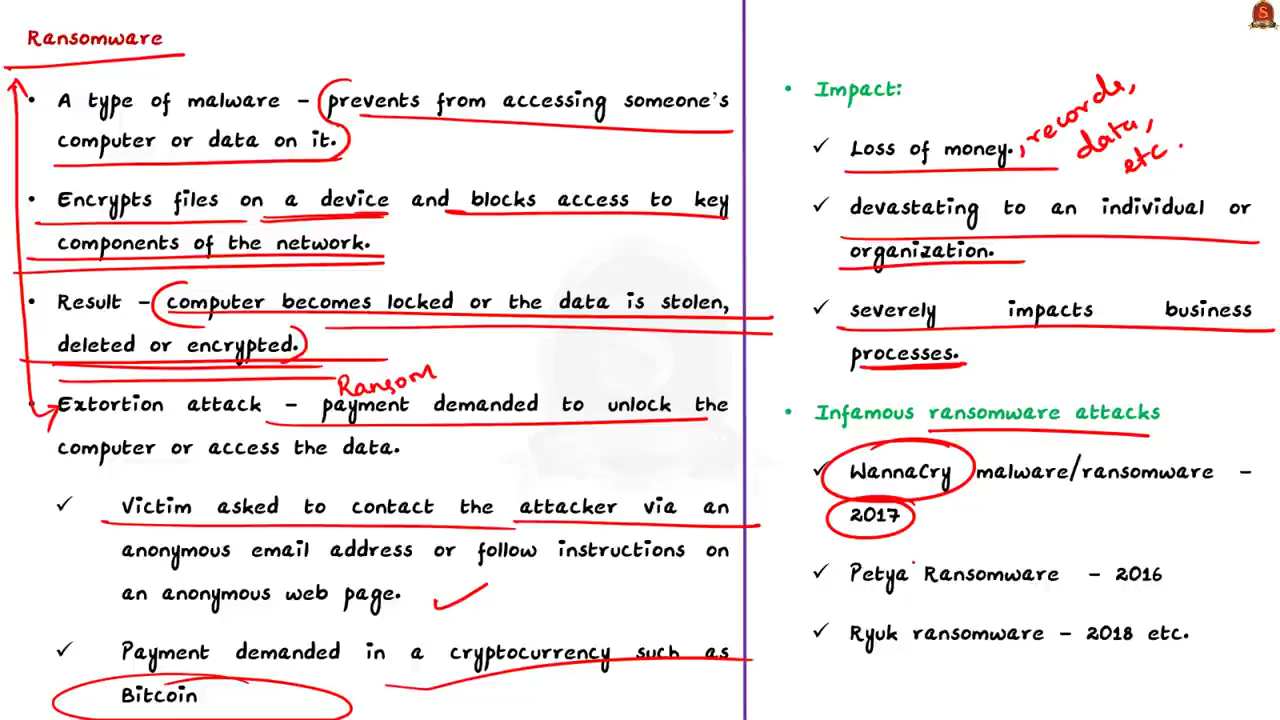 Ransomware
• A type of malware – prevents from accessing someone's
computer or data on it.
• Encrypts files on a device and blocks access to key
components of the network.
• Result – computer becomes locked or the data is stolen,
deleted or encrypted.
Ransom
• Extortion attack – payment demanded to unlock the
computer or access the data.
✓ Victim asked to contact the attacker via an
anonymous email address or follow instructions on
an anonymous web page.
✓ Payment demanded in a cryptocurrency such as
Bitcoin
• Impact:
✓ Loss of money. , records,
data,
etc.
✓ devastating to an individual or
organization.
✓ severely impacts business
processes.
• Infamous ransomware attacks
✓ WannaCry malware/ransomware –
2017
✓ Petya Ransomware – 2016
✓ Ryuk ransomware – 2018 etc.
S
S